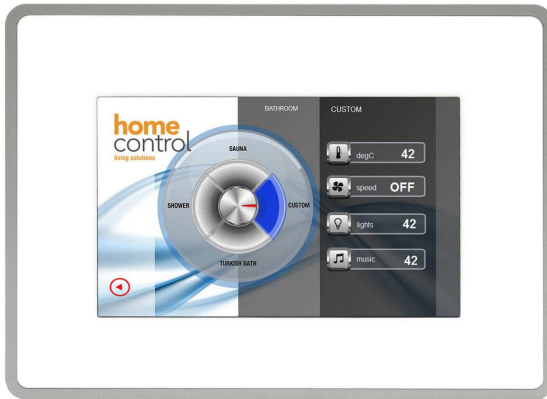 home
control
living solutions
BATHROOM
CUSTOM
SAUNA
SHOWER
CUSTOM
TURKISH BATH
degC 42
speed OFF
lights 42
music 42